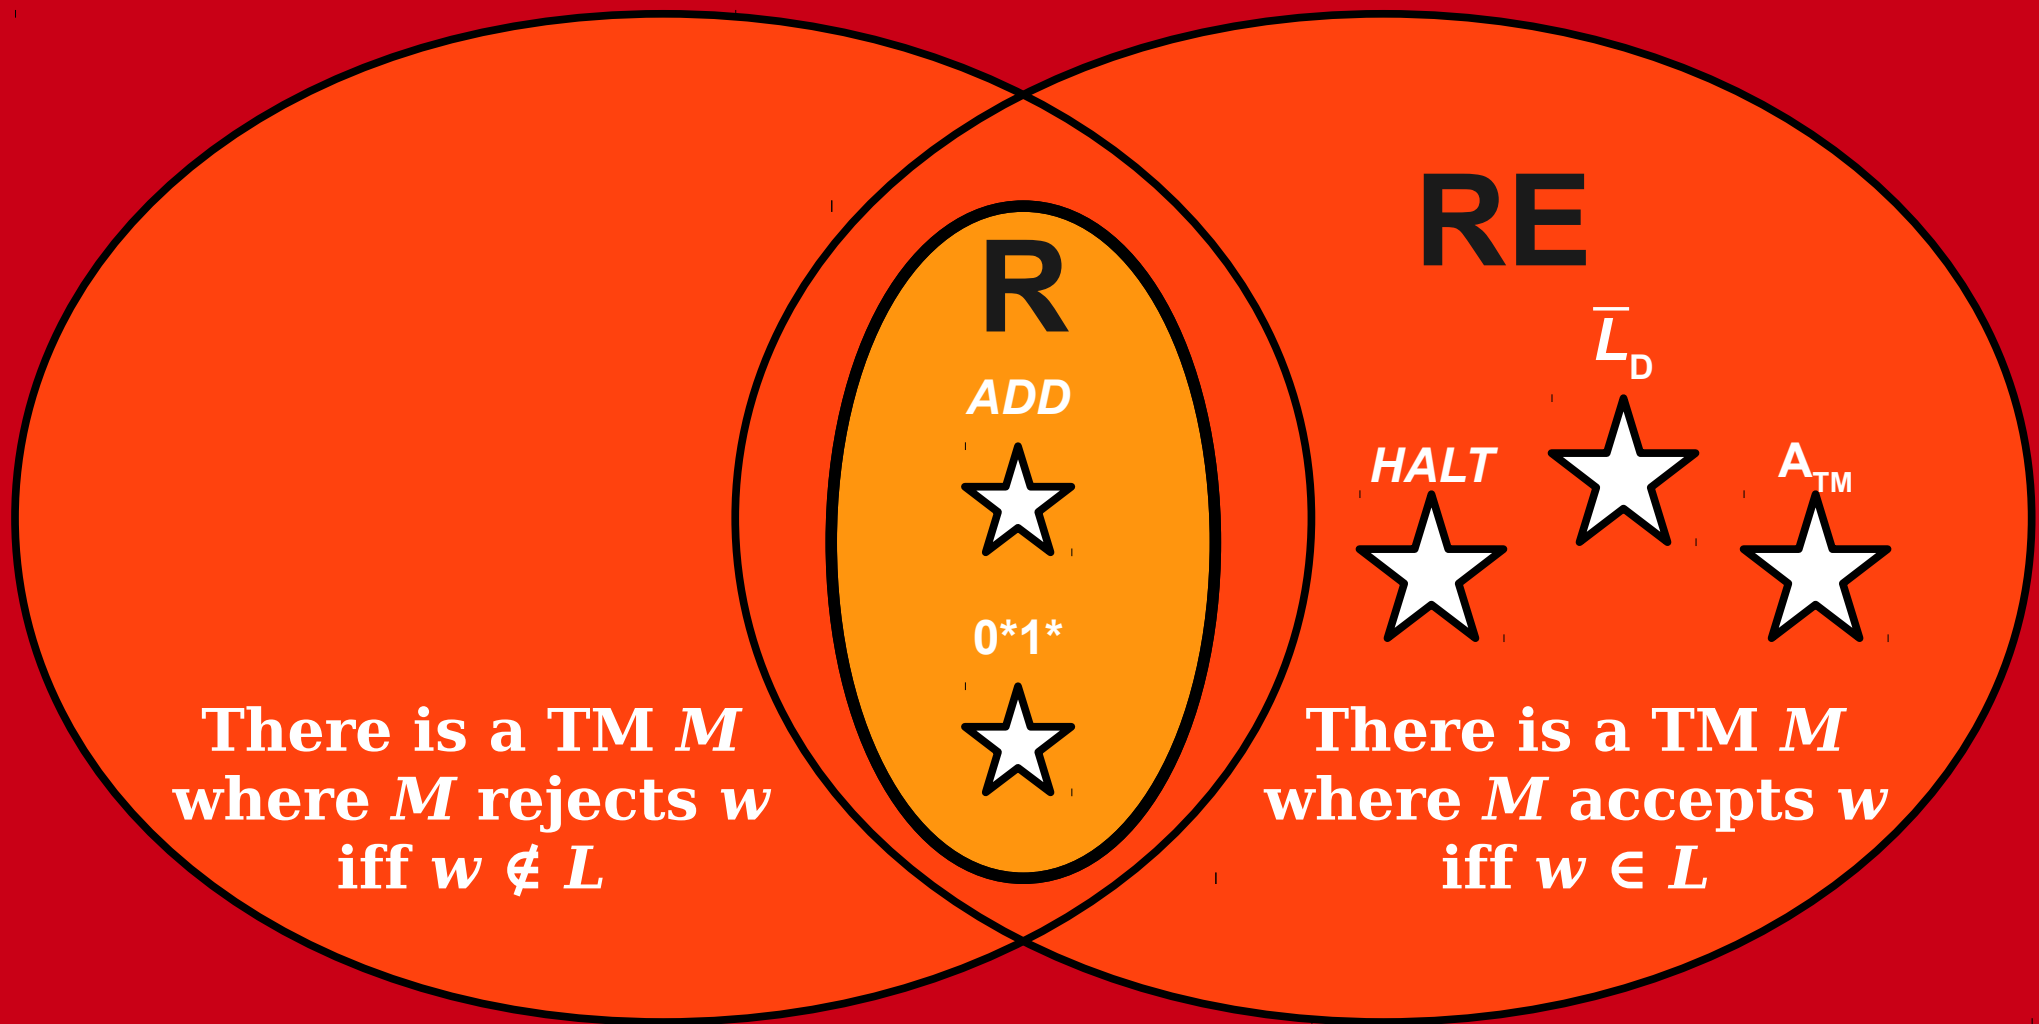 R
ADD
0*1*
RE
L̅D
HALT
ATM
There is a TM M
where M rejects w
iff w ∉ L
There is a TM M
where M accepts w
iff w ∈ L